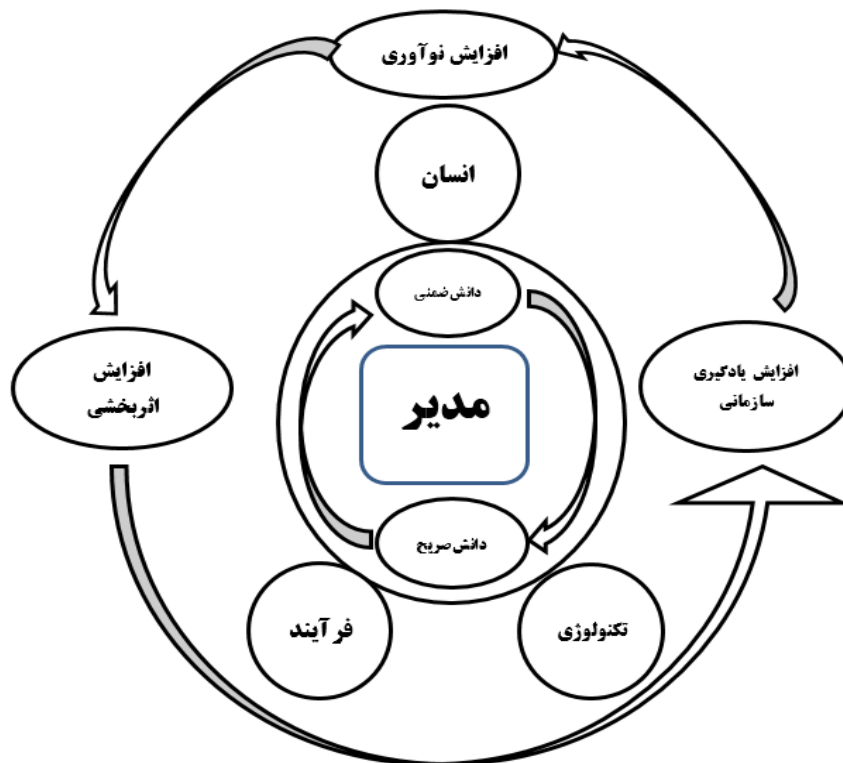 افزایش نوآوری
انسان
دانش ضمنی
افزایش یادگیری
سازمانی
مدیر
افزایش
اثربخشی
دانش صریح
تکنولوژی
فرآیند